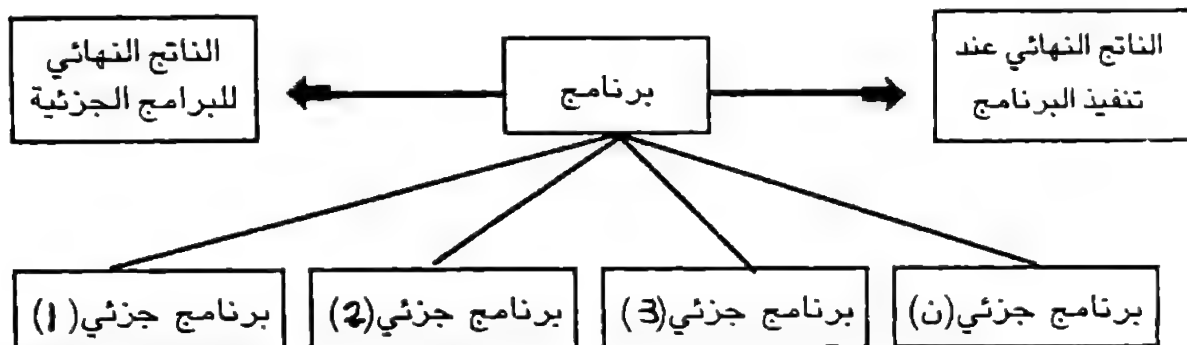 الناتج النهائي عند
تنفيذ البرنامج
برنامج
الناتج النهائي
للبرامج الجزئية
برنامج جزئي(ن)
برنامج جزئي(3)
برنامج جزئي(2)
برنامج جزئي(1)